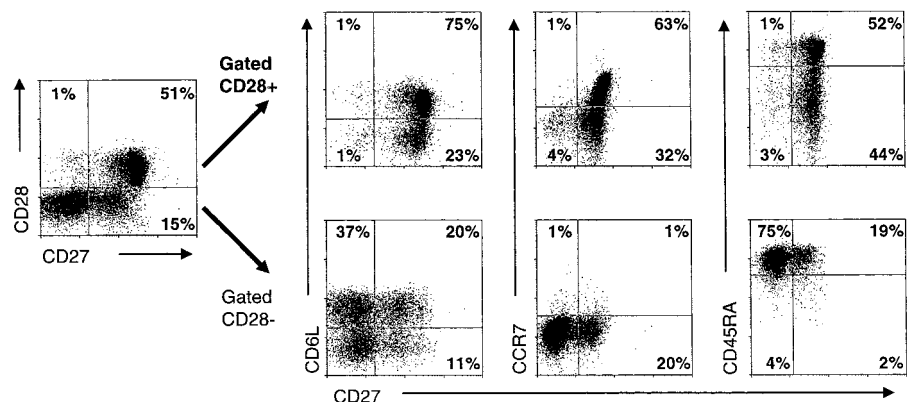 1% 75%
1% 63%
1% 52%
Gated
CD28+
1% 51%
1% 23%
4% 32%
3% 44%
CD28
15%
CD27
37% 20%
1% 1%
75% 19%
Gated
CD28-
CD6L
11%
CCR7
20%
CD45RA
4% 2%
CD27